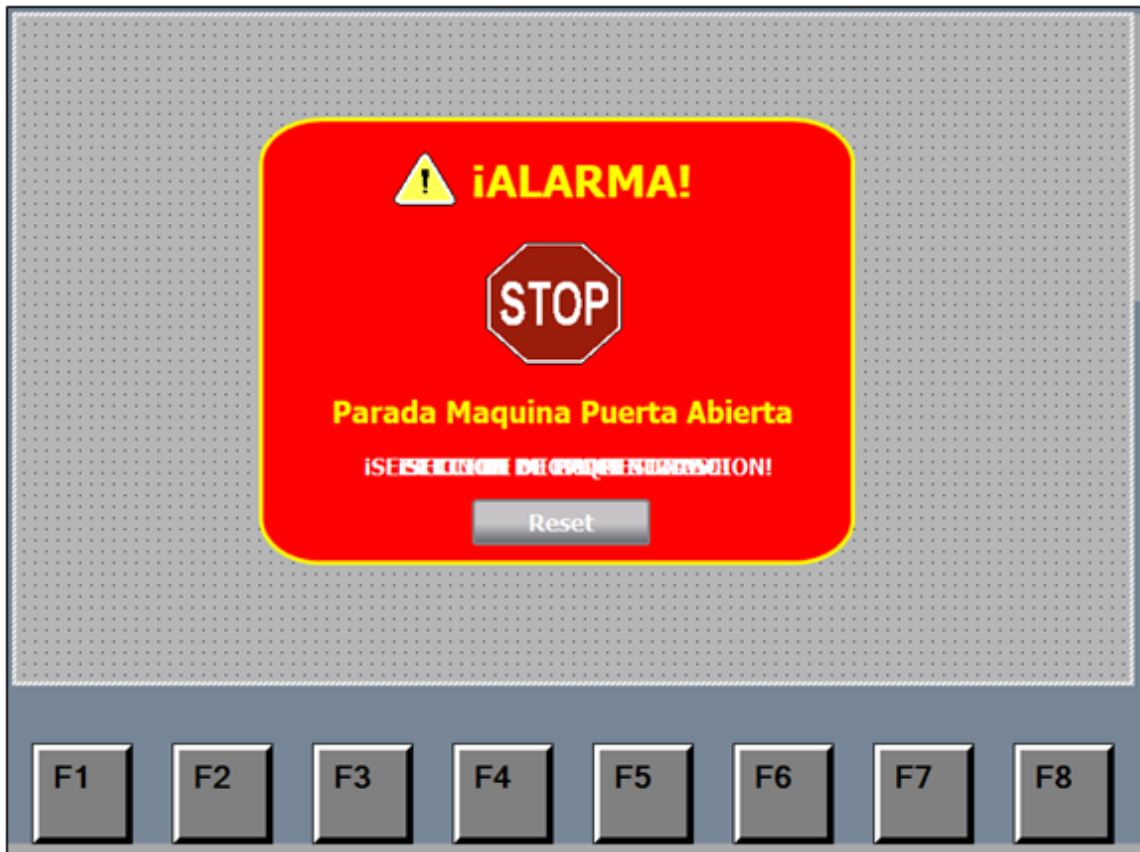 ¡ALARMA!
STOP
Parada Maquina Puerta Abierta
Reset
F1 F2 F3 F4 F5 F6 F7 F8